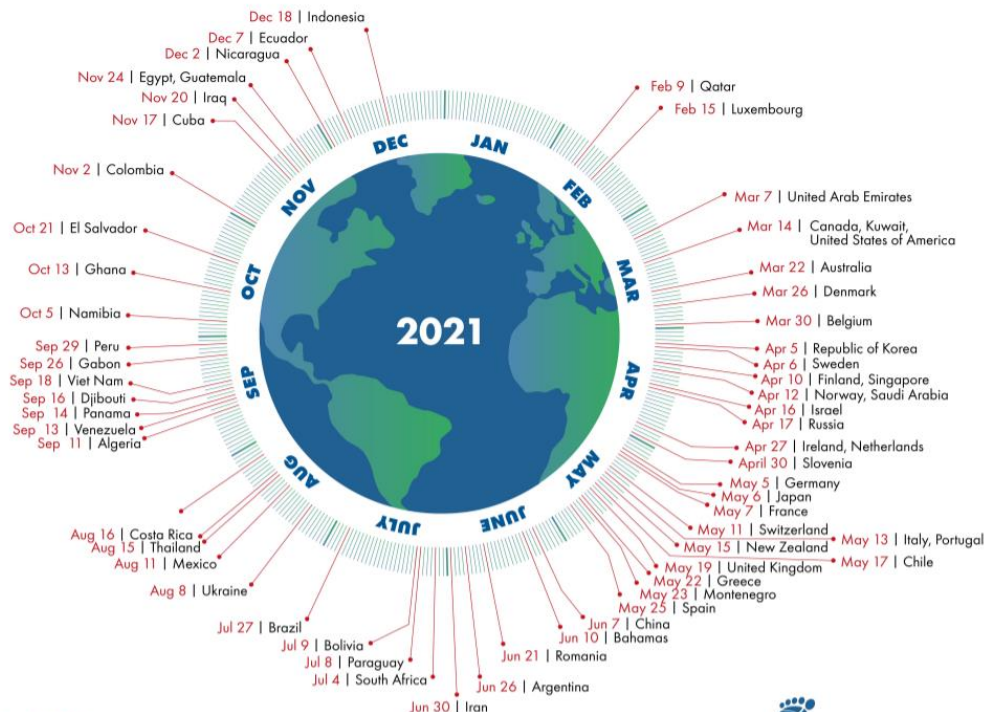 Dec 18 | Indonesia
Dec 7 | Ecuador
Dec 2 | Nicaragua
Nov 24 | Egypt, Guatemala
Nov 20 | Iraq
Nov 17 | Cuba
Nov 2 | Colombia
Oct 21 | El Salvador
Oct 13 | Ghana
Oct 5 | Namibia
Sep 29 | Peru
Sep 26 | Gabon
Sep 18 | Viet Nam
Sep 16 | Djibouti
Sep 14 | Panama
Sep 13 | Venezuela
Sep 11 | Algeria
Aug 16 | Costa Rica
Aug 15 | Thailand
Aug 11 | Mexico
Aug 8 | Ukraine
Jul 27 | Brazil
Jul 9 | Bolivia
Jul 8 | Paraguay
Jul 4 | South Africa
Jun 30 | Iran
DEC
JAN
FEB
MAR
APR
MAY
JUNE
JULY
AUG
SEP
OCT
NOV
2021
Feb 9 | Qatar
Feb 15 | Luxembourg
Mar 7 | United Arab Emirates
Mar 14 | Canada, Kuwait,
United States of America
Mar 22 | Australia
Mar 26 | Denmark
Mar 30 | Belgium
Apr 5 | Republic of Korea
Apr 6 | Sweden
Apr 10 | Finland, Singapore
Apr 12 | Norway, Saudi Arabia
Apr 16 | Israel
Apr 17 | Russia
Apr 27 | Ireland, Netherlands
April 30 | Slovenia
May 5 | Germany
May 6 | Japan
May 7 | France
May 11 | Switzerland
May 13 | Italy, Portugal
May 15 | New Zealand
May 17 | Chile
May 19 | United Kingdom
May 22 | Greece
May 23 | Montenegro
May 25 | Spain
Jun 7 | China
Jun 10 | Bahamas
Jun 21 | Romania
Jun 26 | Argentina